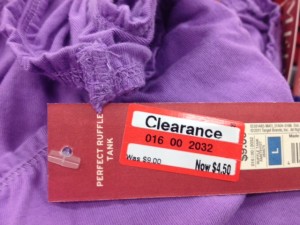 PERFECT RUFFLE
TANK
Clearance
016 00 2032
Was $9.00
Now $4.50
L